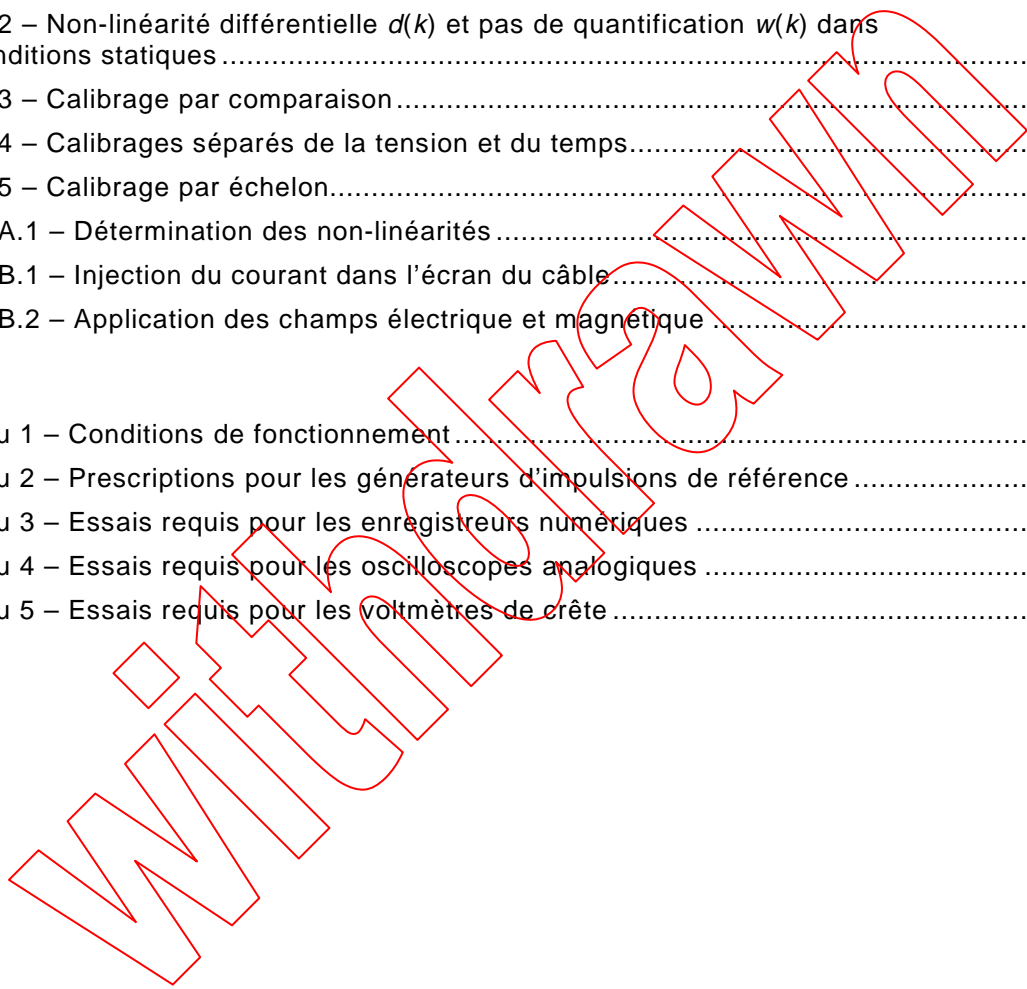 2 – Non-linéarité différentielle d(k) et pas de quantification w(k) dans
nditions statiques ................................................................................................
3 – Calibrage par comparaison ................................................................................
4 – Calibrages séparés de la tension et du temps ................................................
5 – Calibrage par échelon ........................................................................................
A.1 – Détermination des non-linéarités ................................................................
B.1 – Injection du courant dans l'écran du câble ................................................
B.2 – Application des champs électrique et magnétique ......................................
u 1 – Conditions de fonctionnement .....................................................................
u 2 – Prescriptions pour les générateurs d'impulsions de référence .....................
u 3 – Essais requis pour les enregistreurs numériques ........................................
u 4 – Essais requis pour les oscilloscopes analogiques .......................................
u 5 – Essais requis pour les voltmètres de crête ..................................................
withdrawn